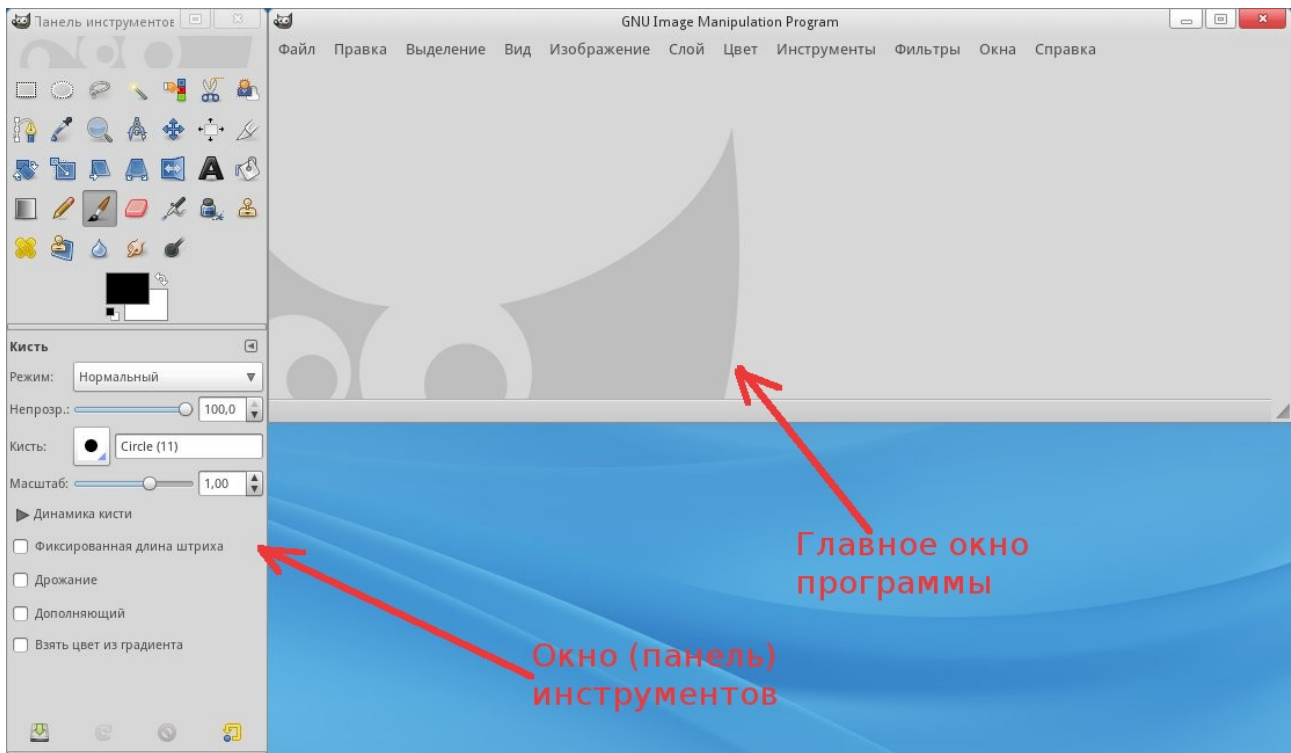 Панель инструментов
GNU Image Manipulation Program
Файл Правка Выделение Вид Изображение Слой Цвет Инструменты Фильтры Окна Справка
Кисть
Режим: Нормальный
Непрозр.: 100,0
Кисть: Circle (11)
Масштаб: 1,00
Динамика кисти
Фиксированная длина штриха
Дрожание
Дополняющий
Взять цвет из градиента
Главное окно
программы
Окно (панель)
инструментов